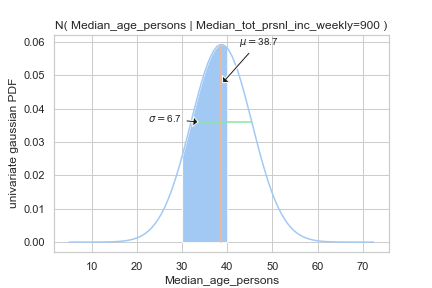 N( Median_age_persons | Median_tot_prsnl_inc_weekly=900 )
0.06
0.05
0.04
0.03
0.02
0.01
0.00
univariate gaussian PDF
μ = 38.7
σ = 6.7
10 20 30 40 50 60 70
Median_age_persons